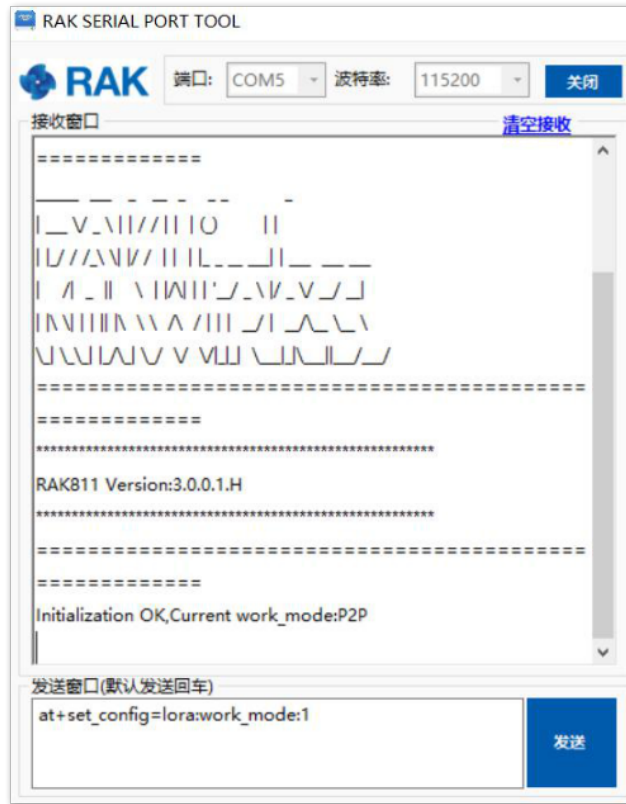 RAK SERIAL PORT TOOL
RAK 端口: COM5 波特率: 115200 关闭
接收窗口 清空接收
=============
===========================================
=============
********************************************************
RAK811 Version:3.0.0.1.H
********************************************************
===========================================
=============
Initialization OK,Current work_mode:P2P
发送窗口(默认发送回车)
at+set_config=lora:work_mode:1
发送